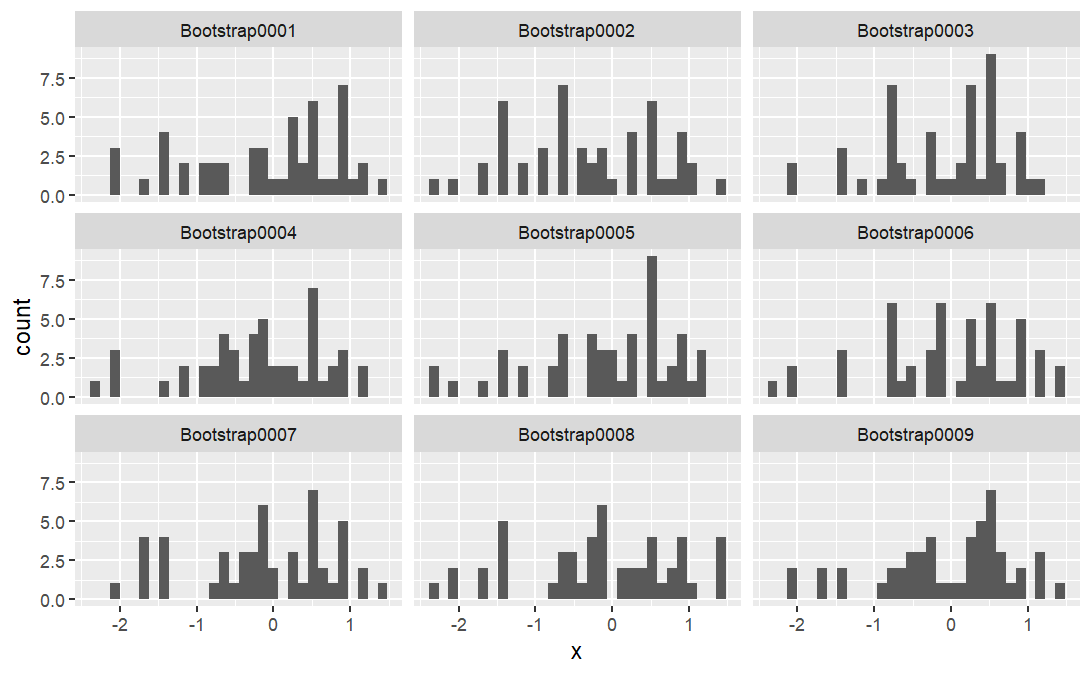 Bootstrap0001 Bootstrap0002 Bootstrap0003
7.5
5.0
2.5
0.0
Bootstrap0004 Bootstrap0005 Bootstrap0006
count
7.5
5.0
2.5
0.0
Bootstrap0007 Bootstrap0008 Bootstrap0009
7.5
5.0
2.5
0.0
-2 -1 0 1 -2 -1 0 1 -2 -1 0 1
x